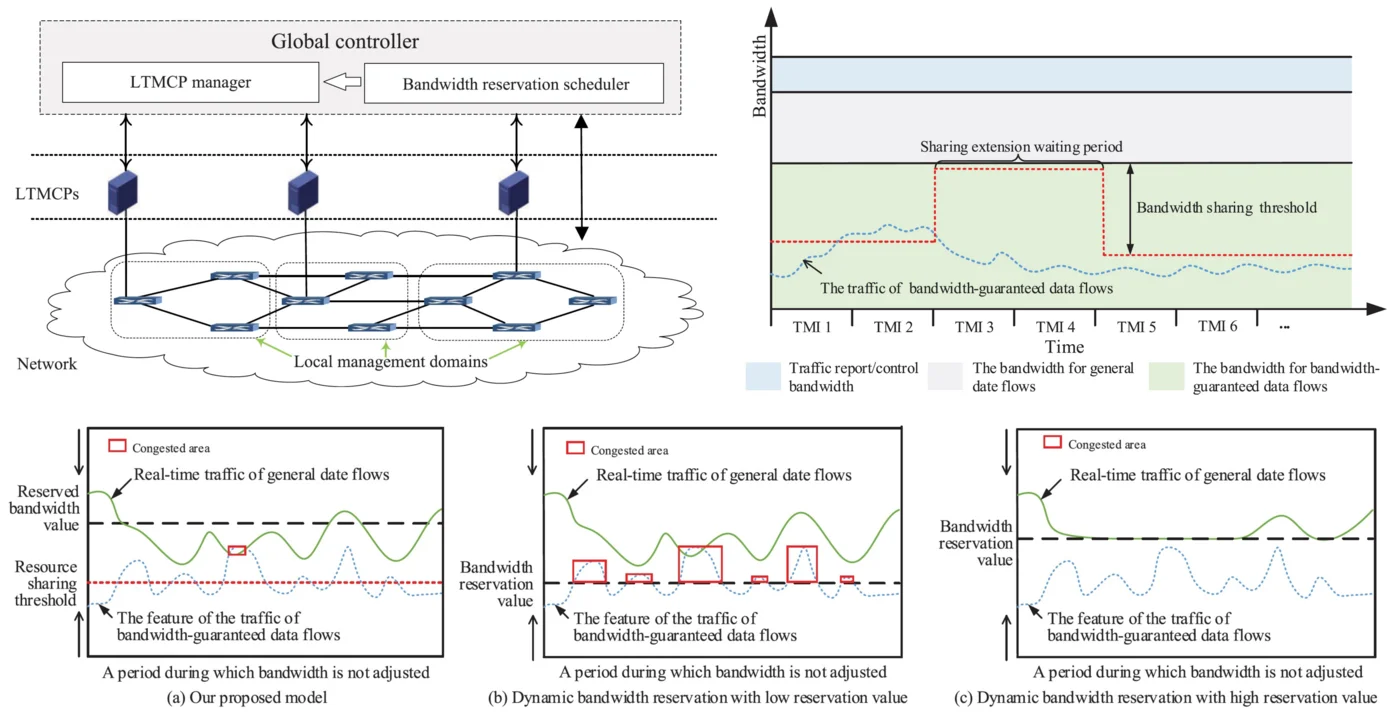 Global controller
LTMCP manager
Bandwidth reservation scheduler
LTMCPs
Local management domains
Network
Bandwidth
Sharing extension waiting period
Bandwidth sharing threshold
The traffic of bandwidth-guaranteed data flows
TMI 1 TMI 2 TMI 3 TMI 4 TMI 5 TMI 6 ...
Time
Traffic report/control
bandwidth
The bandwidth for general
date flows
The bandwidth for bandwidth-
guaranteed data flows
Congested area
Real-time traffic of general date flows
Reserved
bandwidth
value
Resource
sharing
threshold
The feature of the traffic of
bandwidth-guaranteed data flows
A period during which bandwidth is not adjusted
(a) Our proposed model
Congested area
Real-time traffic of general date flows
Bandwidth
reservation
value
The feature of the traffic of
bandwidth-guaranteed data flows
A period during which bandwidth is not adjusted
(b) Dynamic bandwidth reservation with low reservation value
Congested area
Real-time traffic of general date flows
Bandwidth
reservation
value
The feature of the traffic of
bandwidth-guaranteed data flows
A period during which bandwidth is not adjusted
(c) Dynamic bandwidth reservation with high reservation value